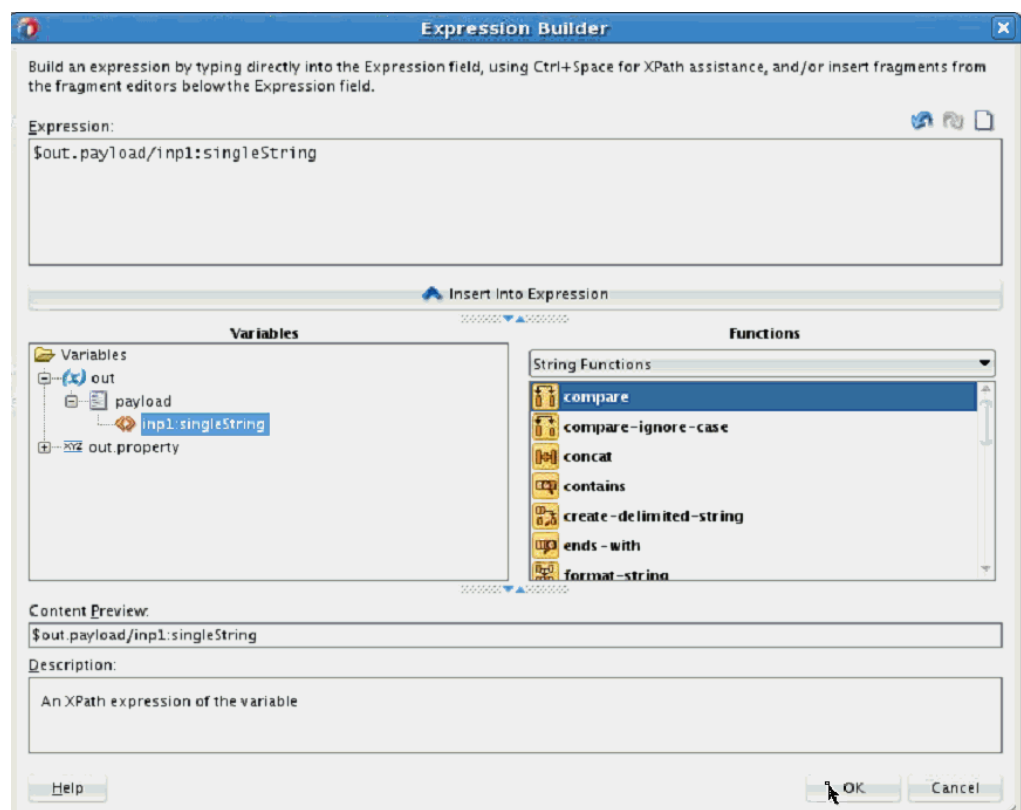 Expression Builder
Build an expression by typing directly into the Expression field, using Ctrl+Space for XPath assistance, and/or insert fragments from
the fragment editors below the Expression field.
Expression:
$out.payload/inp1:singleString
Insert Into Expression
Variables
Variables
out
payload
inp1:singleString
XYZ out.property
Functions
String Functions
compare
compare-ignore-case
concat
contains
create-delimited-string
ends-with
format-string
Content Preview:
$out.payload/inp1:singleString
Description:
An XPath expression of the variable
Help
OK
Cancel